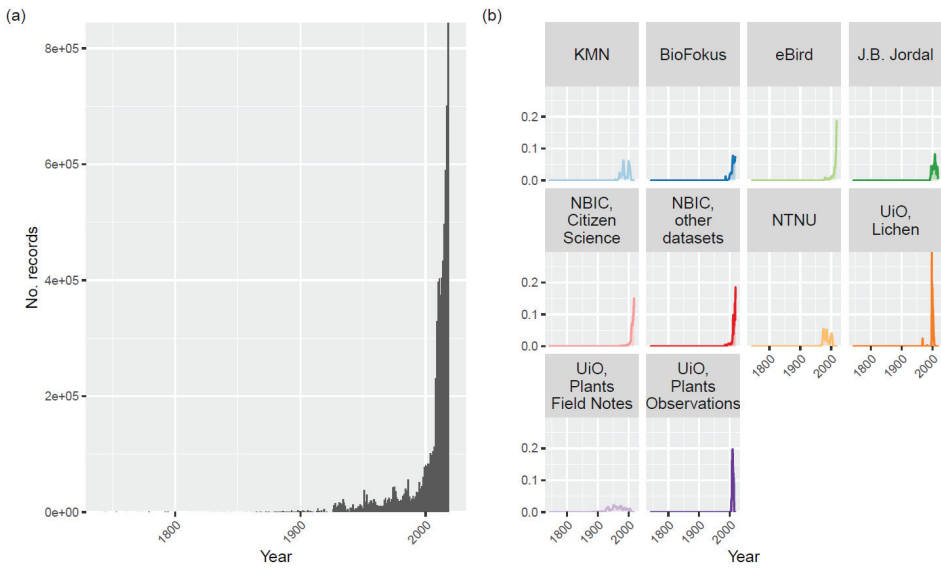 (a)
8e+05
6e+05
4e+05
2e+05
0e+00
No. records
1800
1900
2000
Year
(b)
KMN
BioFokus
eBird
J.B. Jordal
0.2
0.1
0.0
NBIC,
Citizen
Science
NBIC,
other
datasets
NTNU
UiO,
Lichen
0.2
0.1
0.0
1800
1900
2000
1800
1900
2000
UiO,
Plants
Field Notes
UiO,
Plants
Observations
0.2
0.1
0.0
1800
1900
2000
1800
1900
2000
Year